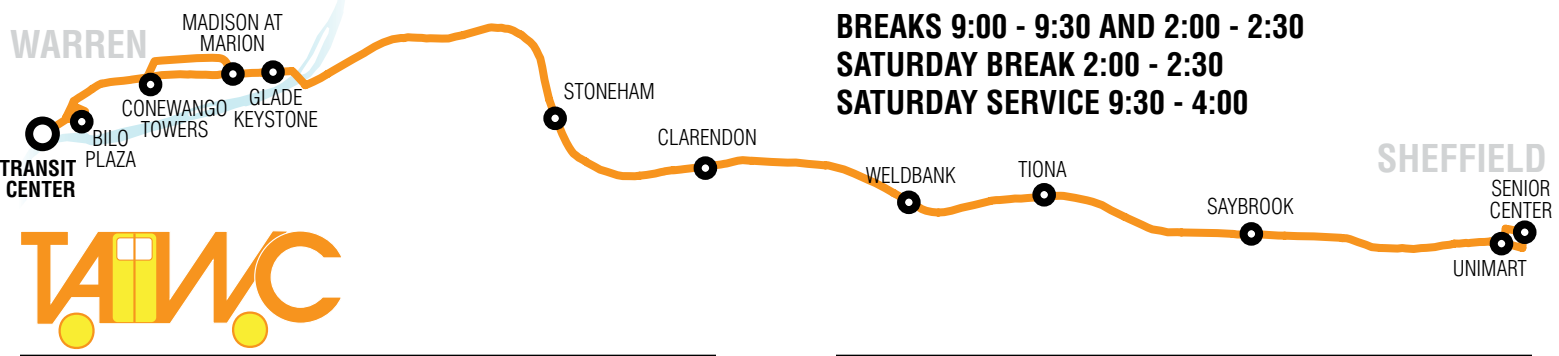 WARREN
MADISON AT
MARION
CONEWANGO
TOWERS
GLADE
KEYSTONE
BILO
PLAZA
TRANSIT
CENTER
STONEHAM
CLARENDON
WELDBANK
TIONA
SAYBROOK
SHEFFIELD
SENIOR
CENTER
UNIMART
BREAKS 9:00 - 9:30 AND 2:00 - 2:30
SATURDAY BREAK 2:00 - 2:30
SATURDAY SERVICE 9:30 - 4:00
TAWC